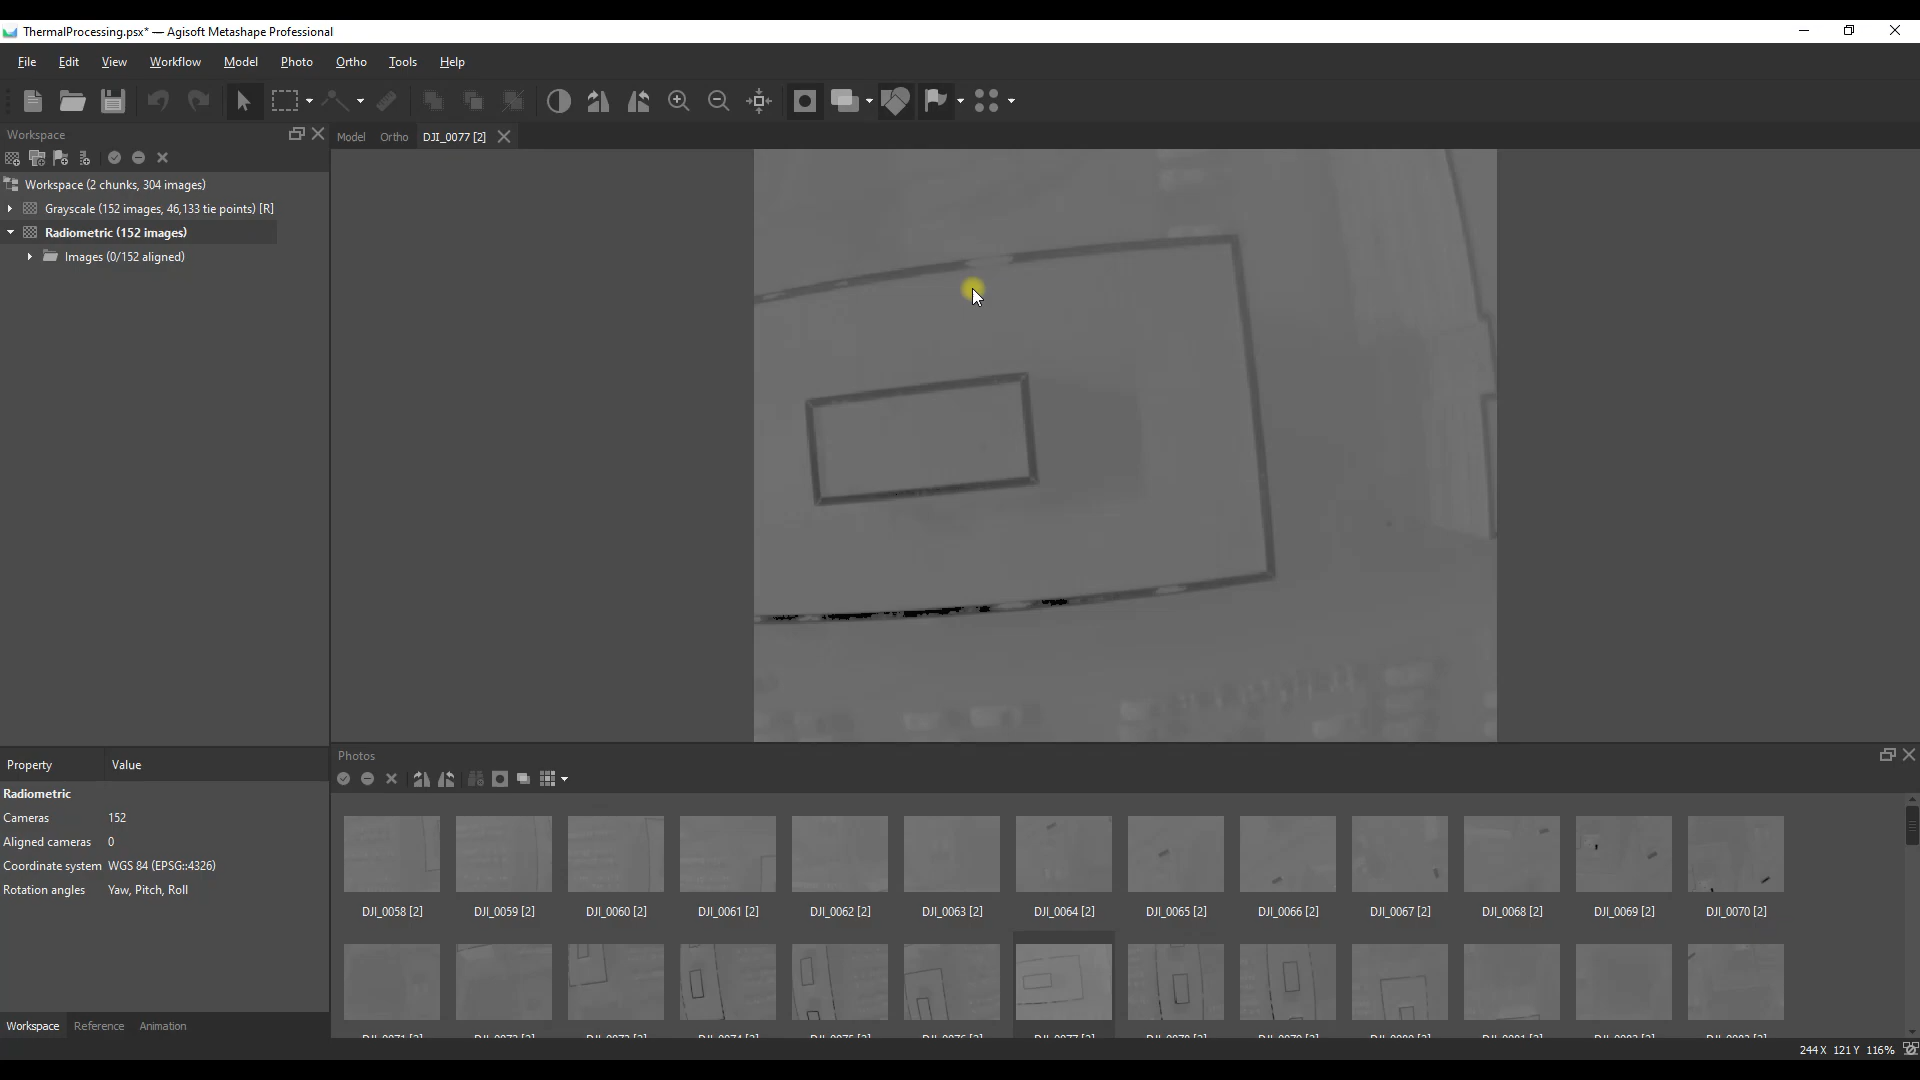 ThermalProcessing.psx* — Agisoft Metashape Professional
File Edit View Workflow Model Photo Ortho Tools Help
Workspace
Model Ortho DJI_0077 [2]
Workspace (2 chunks, 304 images)
Grayscale (152 images, 46,133 tie points) [R]
Radiometric (152 images)
Images (0/152 aligned)
Property Value
Radiometric
Cameras 152
Aligned cameras 0
Coordinate system WGS 84 (EPSG::4326)
Rotation angles Yaw, Pitch, Roll
Workspace Reference Animation
Photos
DJI_0058 [2] DJI_0059 [2] DJI_0060 [2] DJI_0061 [2] DJI_0062 [2] DJI_0063 [2] DJI_0064 [2] DJI_0065 [2] DJI_0066 [2] DJI_0067 [2] DJI_0068 [2] DJI_0069 [2] DJI_0070 [2]
244 X 121 Y 116%